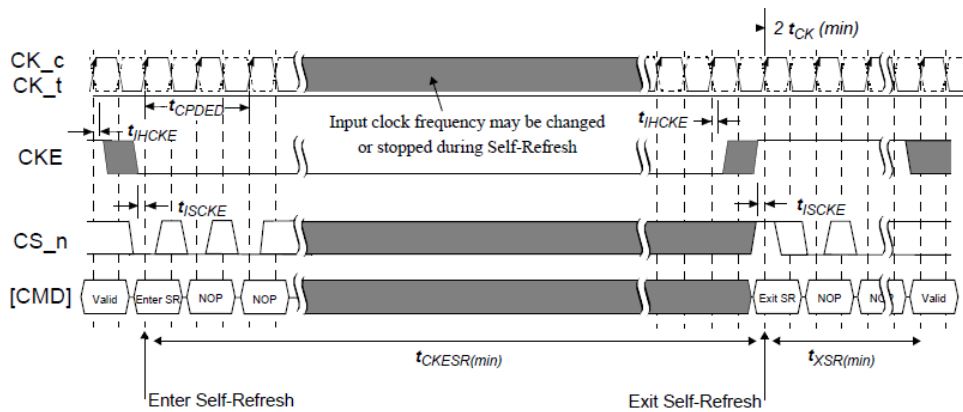 2 tCK (min)
CK_c
CK_t
tCPDED
Input clock frequency may be changed
or stopped during Self-Refresh
tIHCKE
tIHCKE
CKE
tISCKE
tISCKE
CS_n
[CMD]
Valid
Enter SR
NOP
NOP
Exit SR
NOP
NOP
Valid
tCKESR(min)
tXSR(min)
Enter Self-Refresh
Exit Self-Refresh